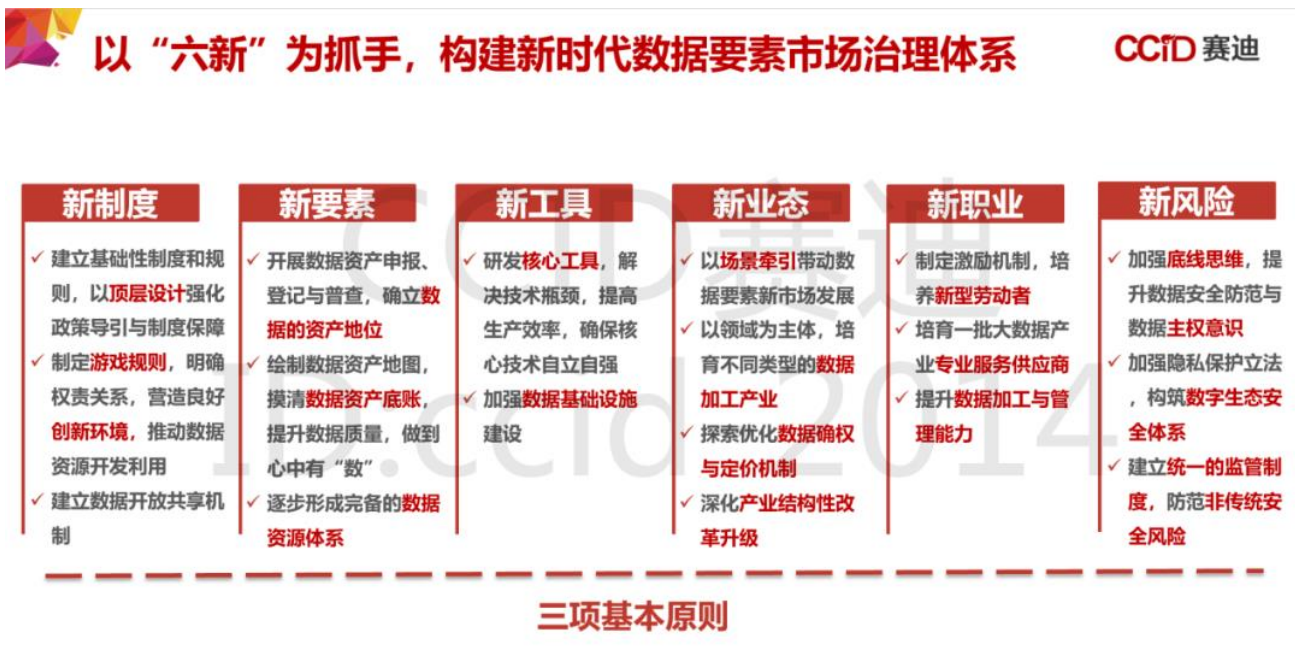 以“六新”为抓手，构建新时代数据要素市场治理体系
CCiD 赛迪
新制度
建立基础性制度和规
则，以顶层设计强化
政策导引与制度保障
制定游戏规则，明确
权责关系，营造良好
创新环境，推动数据
资源开发利用
建立数据开放共享机
制
新要素
开展数据资产申报、
登记与普查，确立数
据的资产地位
绘制数据资产地图，
摸清数据资产底账，
提升数据质量，做到
心中有“数”
逐步形成完备的数据
资源体系
新工具
研发核心工具，解
决技术瓶颈，提高
生产效率，确保核
心技术自立自强
加强数据基础设施
建设
新业态
以场景牵引带动数
据要素新市场发展
以领域为主体，培
育不同类型的数据
加工产业
探索优化数据确权
与定价机制
深化产业结构性改
革升级
新职业
制定激励机制，培
养新型劳动者
培育一批大数据产
业专业服务供应商
提升数据加工与管
理能力
新风险
加强底线思维，提
升数据安全防范与
数据主权意识
加强隐私保护立法
，构筑数字生态安
全体系
建立统一的监管制
度，防范非传统安
全风险
CCID赛迪
ID:ccid 2014
三项基本原则